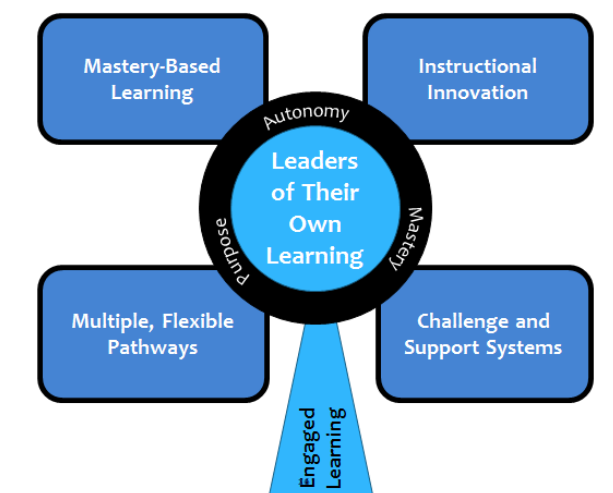 Mastery-Based
Learning
Instructional
Innovation
Autonomy
Leaders
of Their
Own
Learning
Purpose
Mastery
Multiple, Flexible
Pathways
Challenge and
Support Systems
Engaged
Learning